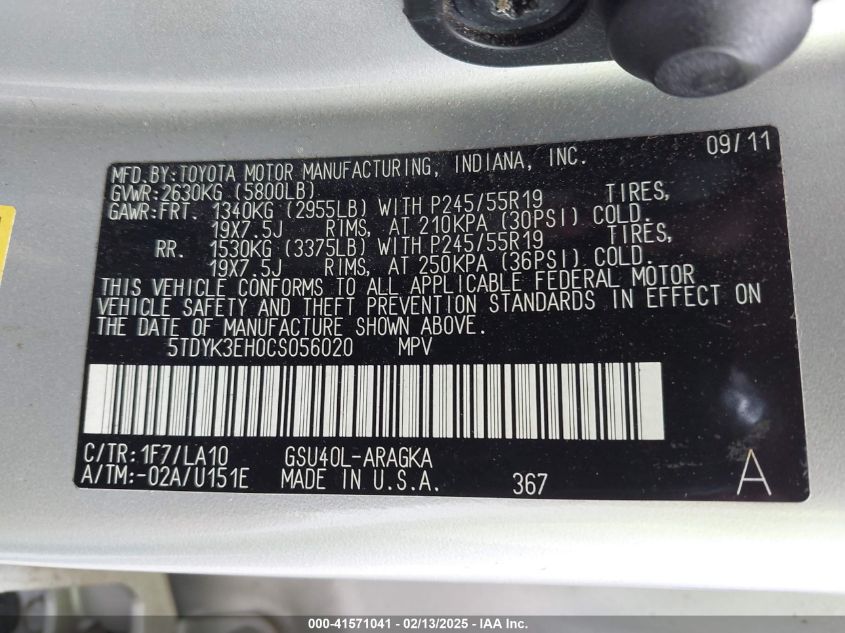 09/11
MFD.BY:TOYOTA MOTOR MANUFACTURING, INDIANA, INC.
GVWR:2630KG (5800LB)
GAWR:FRT. 1340KG (2955LB) WITH P245/55R19 TIRES,
19X7.5J RIMS, AT 210KPA (30PSI) COLD.
RR. 1530KG (3375LB) WITH P245/55R19 TIRES,
19X7.5J RIMS, AT 250KPA (36PSI) COLD.
THIS VEHICLE CONFORMS TO ALL APPLICABLE FEDERAL MOTOR
VEHICLE SAFETY AND THEFT PREVENTION STANDARDS IN EFFECT ON
THE DATE OF MANUFACTURE SHOWN ABOVE.
5TDYK3EH0CS056020 MPV
C/TR:1F7/LA10 GSU40L-ARAGKA
A/TM:-02A/U151E MADE IN U.S.A. 367 A
000-41571041 — 02/13/2025 — IAA Inc.